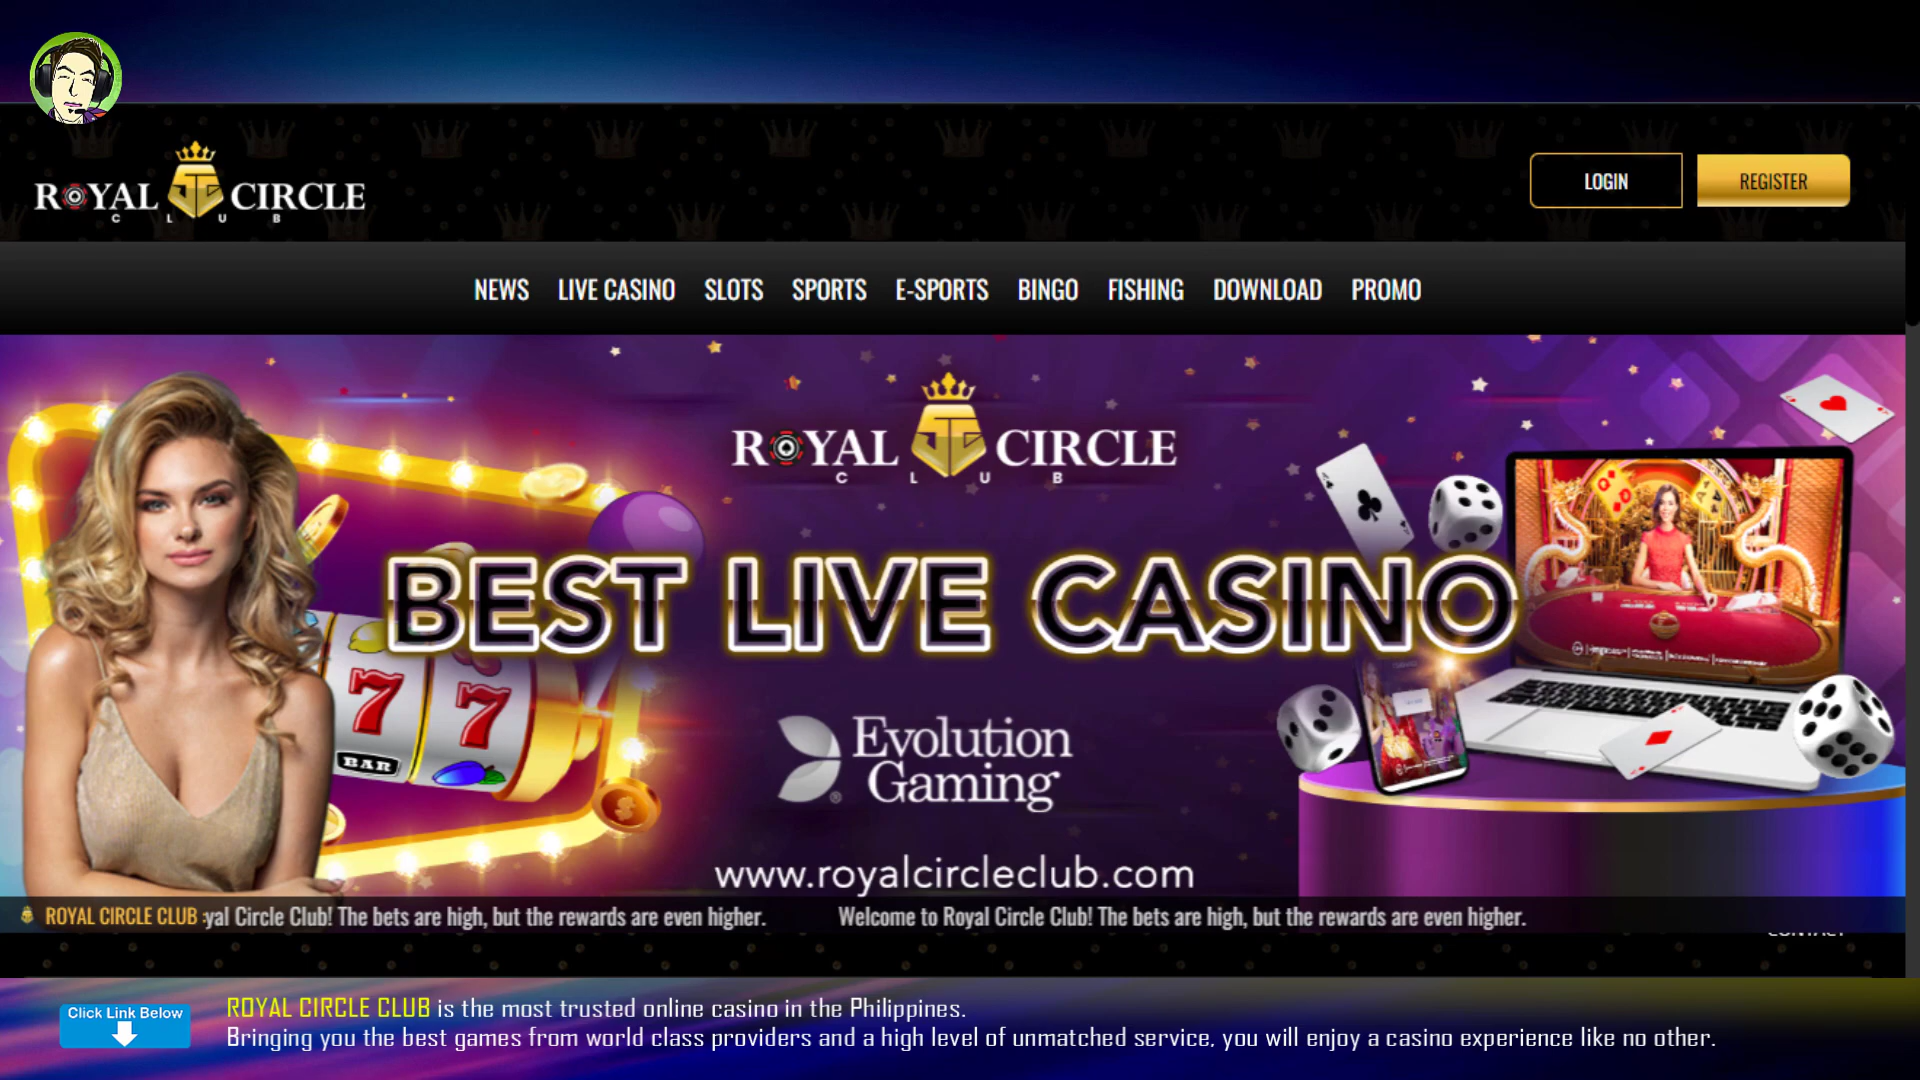 ROYAL CIRCLE
CLUB
LOGIN
REGISTER
NEWS LIVE CASINO SLOTS SPORTS E-SPORTS BINGO FISHING DOWNLOAD PROMO
ROYAL CIRCLE
CLUB
BEST LIVE CASINO
7 7
BAR
Evolution
Gaming
www.royalcircleclub.com
ROYAL CIRCLE CLUB :yal Circle Club! The bets are high, but the rewards are even higher. Welcome to Royal Circle Club! The bets are high, but the rewards are even higher.
CONTACT
Click Link Below
ROYAL CIRCLE CLUB is the most trusted online casino in the Philippines.
Bringing you the best games from world class providers and a high level of unmatched service, you will enjoy a casino experience like no other.